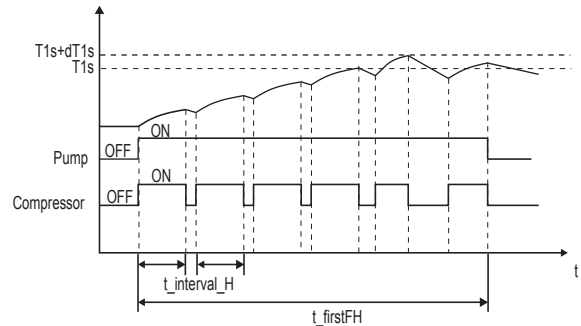 T1s+dT1s
T1s
ON
Pump OFF
ON
Compressor OFF
t
t_interval_H
t_firstFH